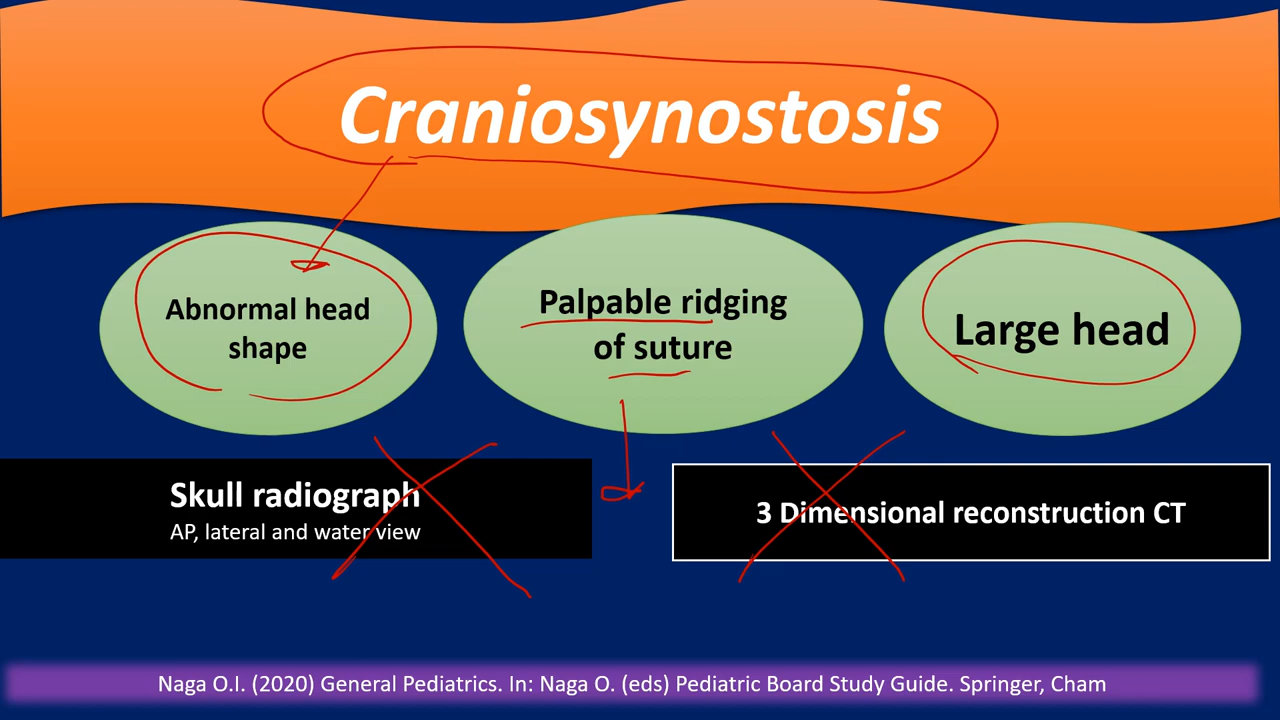 Craniosynostosis
Abnormal head
shape
Palpable ridging
of suture
Large head
Skull radiograph
AP, lateral and water view
3 Dimensional reconstruction CT
Naga O.I. (2020) General Pediatrics. In: Naga O. (eds) Pediatric Board Study Guide. Springer, Cham